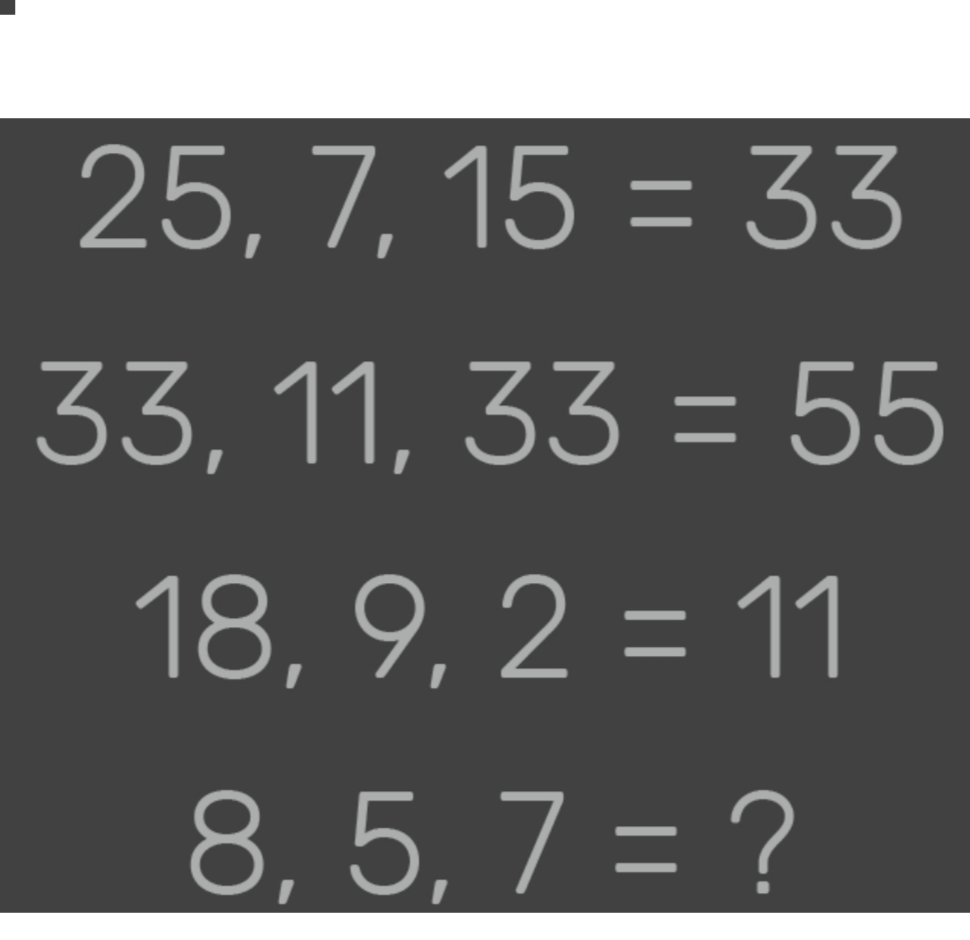 25, 7, 15 = 33
33, 11, 33 = 55
18, 9, 2 = 11
8, 5, 7 = ?